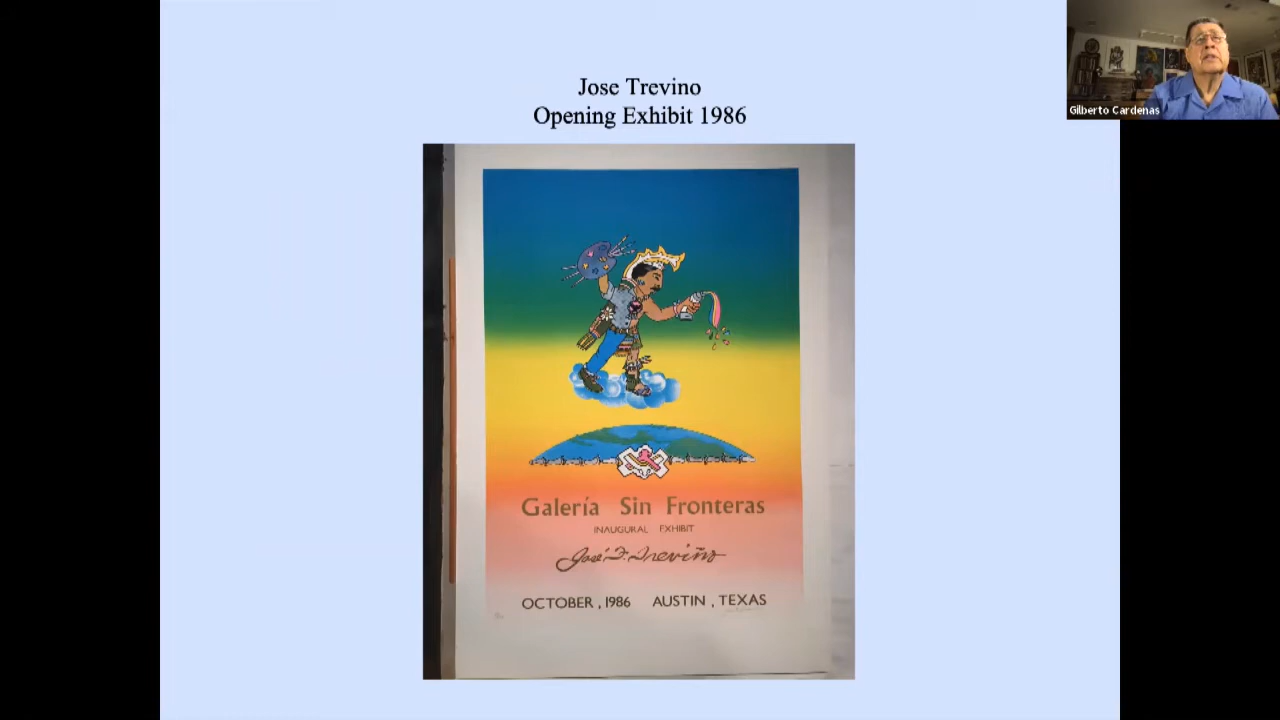 Jose Trevino
Opening Exhibit 1986
Gilberto Cardenas
Galería Sin Fronteras
INAUGURAL EXHIBIT
José F. Treviño
OCTOBER, 1986 AUSTIN, TEXAS